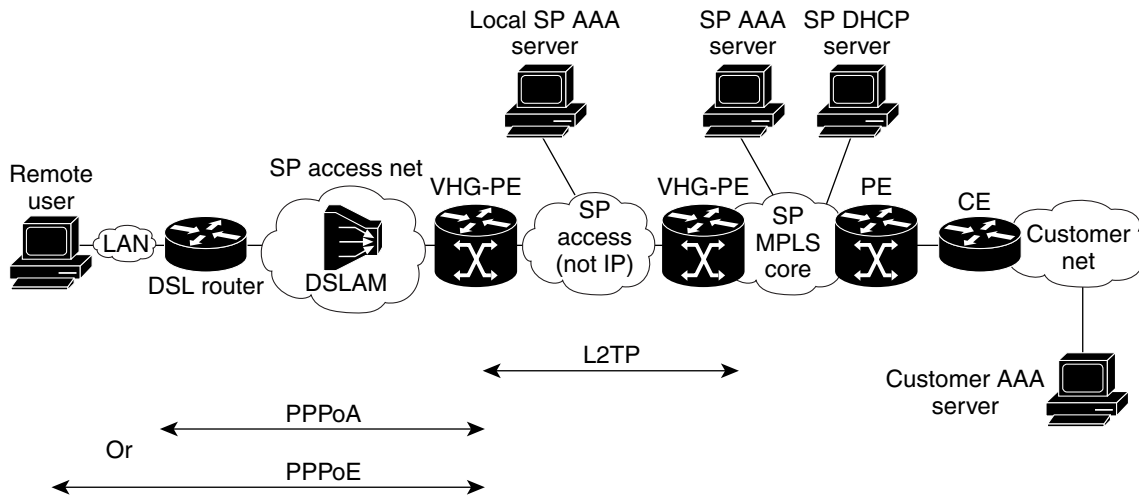 Local SP AAA
server
SP AAA
server
SP DHCP
server
Remote
user
SP access net
VHG-PE
VHG-PE
PE
CE
LAN
DSL router
DSLAM
SP
access
(not IP)
SP
MPLS
core
Customer 1
net
L2TP
Customer AAA
server
PPPoA
Or
PPPoE